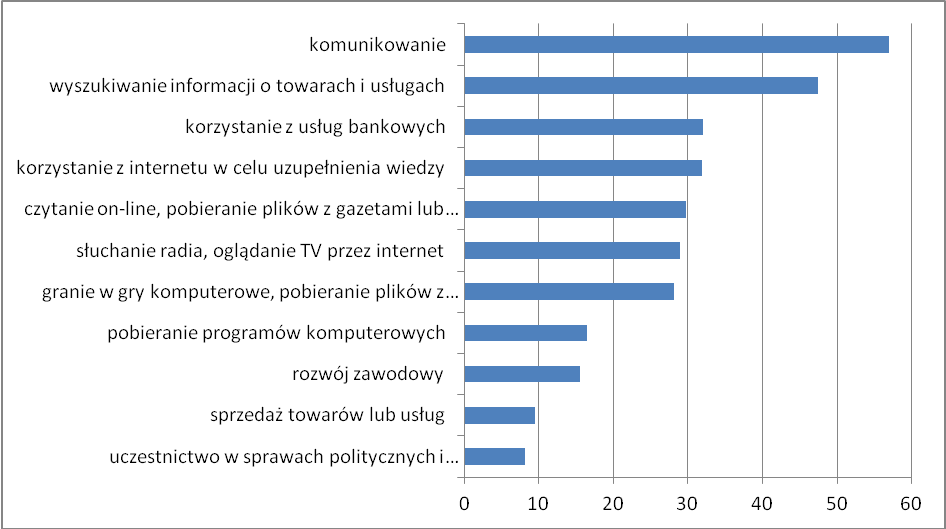 komunikowanie
wyszukiwanie informacji o towarach i usługach
korzystanie z usług bankowych
korzystanie z internetu w celu uzupełnienia wiedzy
czytanie on-line, pobieranie plików z gazetami lub...
słuchanie radia, oglądanie TV przez internet
granie w gry komputerowe, pobieranie plików z...
pobieranie programów komputerowych
rozwój zawodowy
sprzedaż towarów lub usług
uczestnictwo w sprawach politycznych i...
0 10 20 30 40 50 60